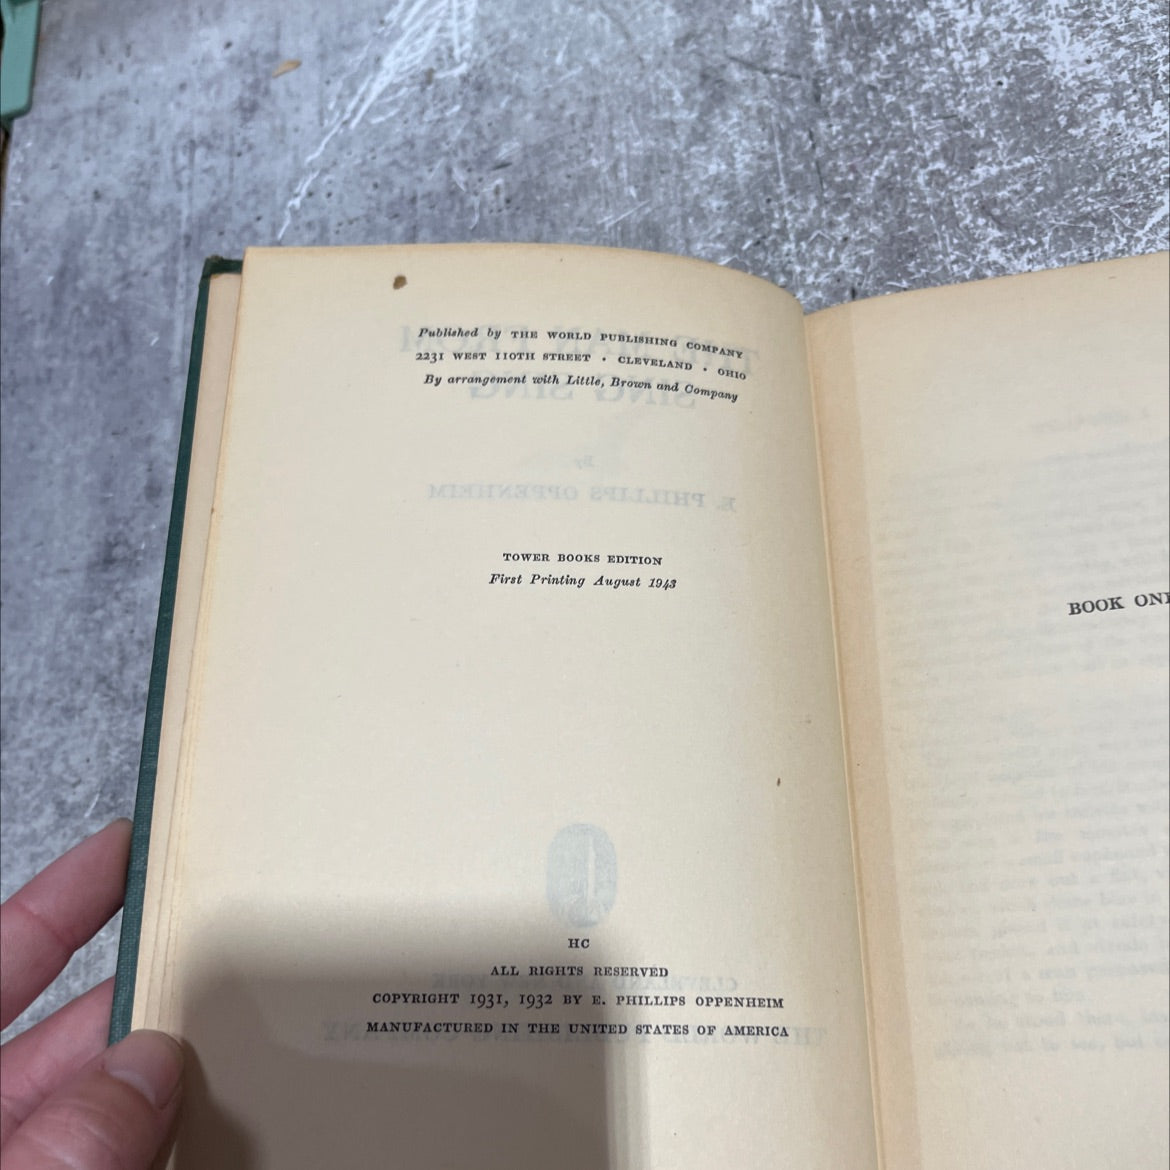 Published by THE WORLD PUBLISHING COMPANY
2231 WEST 110TH STREET • CLEVELAND • OHIO
By arrangement with Little, Brown and Company
TOWER BOOKS EDITION
First Printing August 1943
HC
ALL RIGHTS RESERVED
COPYRIGHT 1931, 1932 BY E. PHILLIPS OPPENHEIM
MANUFACTURED IN THE UNITED STATES OF AMERICA
BOOK ONE